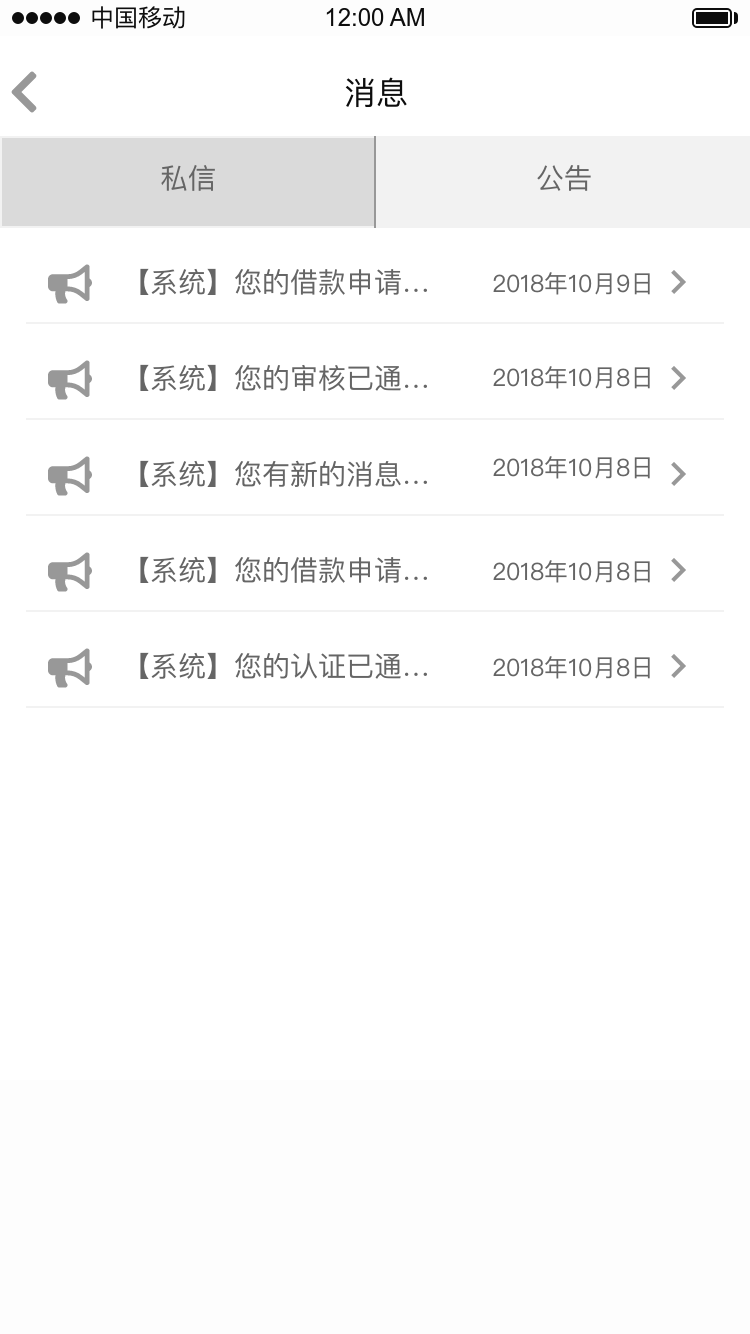 中国移动 12:00 AM
消息
私信 公告
【系统】您的借款申请... 2018年10月9日
【系统】您的审核已通... 2018年10月8日
【系统】您有新的消息... 2018年10月8日
【系统】您的借款申请... 2018年10月8日
【系统】您的认证已通... 2018年10月8日